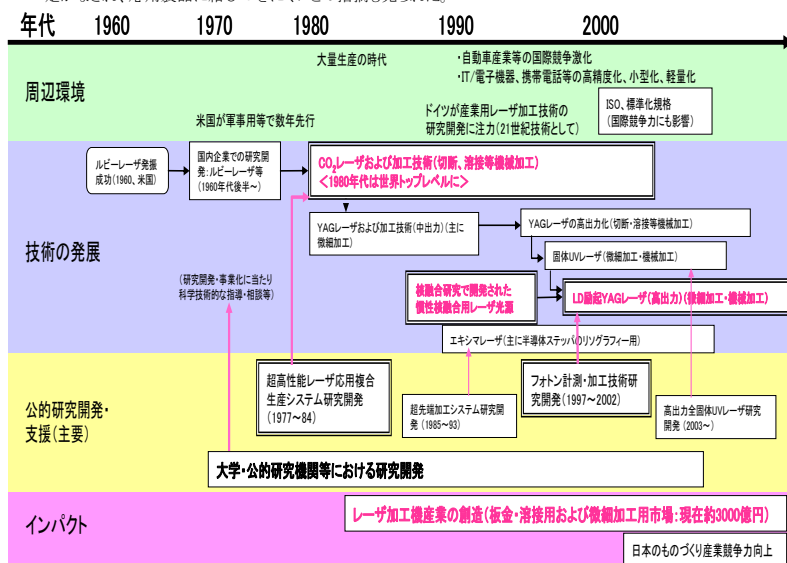 年代 1960 1970 1980 1990 2000
周辺環境
大量生産の時代
・自動車産業等の国際競争激化
・IT/電子機器、携帯電話等の高精度化、小型化、軽量化
米国が軍事用等で数年先行
ドイツが産業用レーザ加工技術の
研究開発に注力(21世紀技術として)
ISO、標準化規格
(国際競争力にも影響)
技術の発展
ルビーレーザ発振
成功(1960、米国)
国内企業での研究開
発:ルビーレーザ等
(1960年代後半~)
CO2レーザおよび加工技術(切断、溶接等機械加工)
<1980年代は世界トップレベルに>
YAGレーザおよび加工技術(中出力)(主に
微細加工)
YAGレーザの高出力化(切断・溶接等機械加工)
固体UVレーザ(微細加工・機械加工)
(研究開発・事業化に当たり
科学技術的な指導・相談等)
核融合研究で開発された
慣性核融合用レーザ光源
LD励起YAGレーザ(高出力)(微細加工・機械加工)
エキシマレーザ(主に半導体ステッパのリソグラフィー用)
公的研究開発・
支援(主要)
超高性能レーザ応用複合
生産システム研究開発
(1977~84)
超先端加工システム研究開
発(1985~93)
フォトン計測・加工技術研
究開発(1997~2002)
高出力全固体UVレーザ研究
開発(2003~)
大学・公的研究機関等における研究開発
インパクト
レーザ加工機産業の創造(板金・溶接用および微細加工用市場:現在約3000億円)
日本のものづくり産業競争力向上